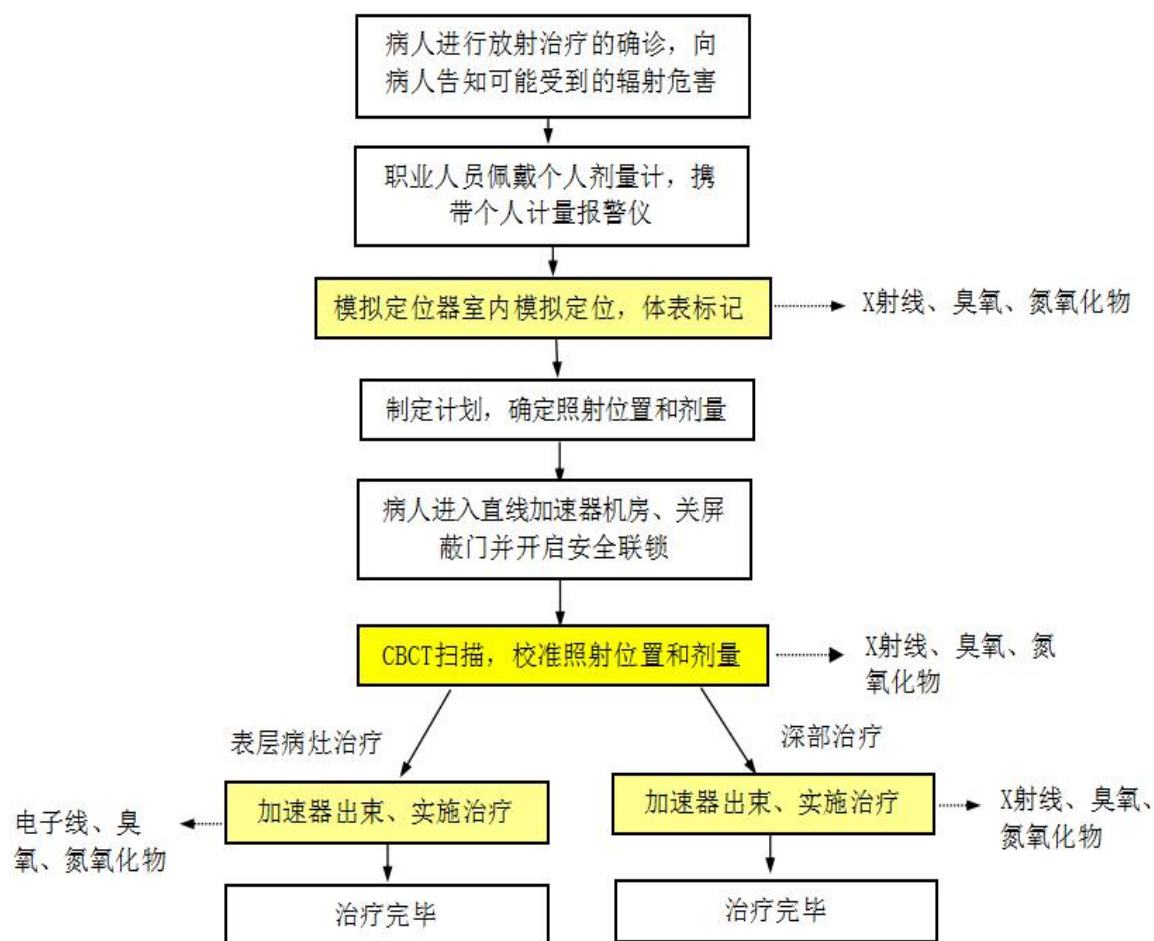 病人进行放射治疗的确诊，向
病人告知可能受到的辐射危害
职业人员佩戴个人剂量计，携
带个人计量报警仪
模拟定位器室内模拟定位，体表标记
X射线、臭氧、氮氧化物
制定计划，确定照射位置和剂量
病人进入直线加速器机房、关屏
蔽门并开启安全联锁
CBCT扫描，校准照射位置和剂量
X射线、臭氧、氮
氧化物
表层病灶治疗
深部治疗
加速器出束、实施治疗
电子线、臭
氧、氮氧化物
加速器出束、实施治疗
X射线、臭氧、
氮氧化物
治疗完毕
治疗完毕